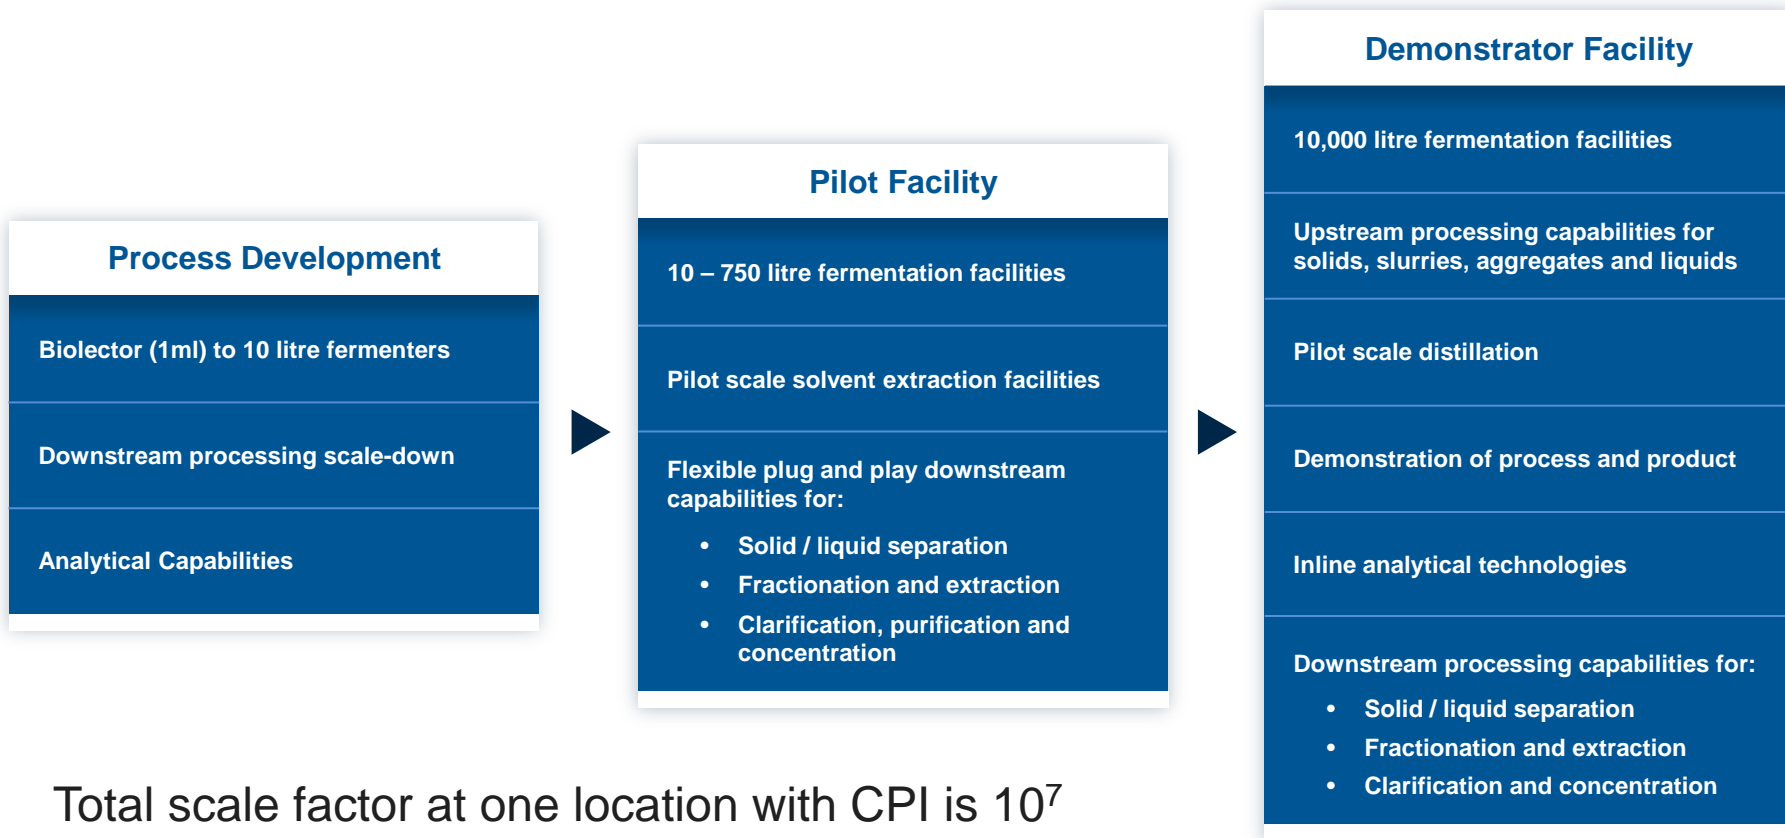 Process Development
Biolector (1ml) to 10 litre fermenters
Downstream processing scale-down
Analytical Capabilities
Pilot Facility
10 – 750 litre fermentation facilities
Pilot scale solvent extraction facilities
Flexible plug and play downstream
capabilities for:
• Solid / liquid separation
• Fractionation and extraction
• Clarification, purification and
concentration
Demonstrator Facility
10,000 litre fermentation facilities
Upstream processing capabilities for
solids, slurries, aggregates and liquids
Pilot scale distillation
Demonstration of process and product
Inline analytical technologies
Downstream processing capabilities for:
• Solid / liquid separation
• Fractionation and extraction
• Clarification and concentration
Total scale factor at one location with CPI is 10⁷